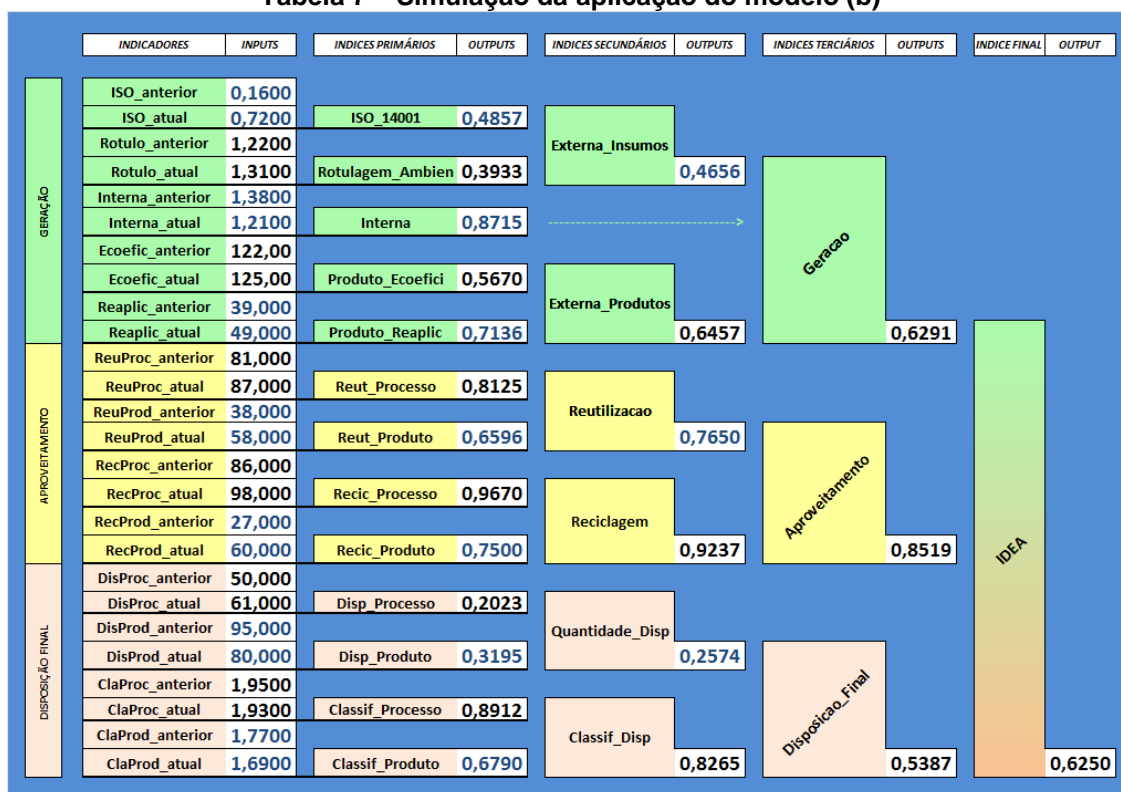 Tabela 7 – Simulação da aplicação do modelo (b)
INDICADORES INPUTS INDICES PRIMÁRIOS OUTPUTS INDICES SECUNDÁRIOS OUTPUTS INDICES TERCIÁRIOS OUTPUTS INDICE FINAL OUTPUT
GERAÇÃO
ISO_anterior 0,1600
ISO_atual 0,7200 ISO_14001 0,4857
Rotulo_anterior 1,2200 Externa_Insumos
Rotulo_atual 1,3100 Rotulagem_Ambien 0,3933 0,4656
Interna_anterior 1,3800
Interna_atual 1,2100 Interna 0,8715
Ecoefic_anterior 122,00 Geracao
Ecoefic_atual 125,00 Produto_Ecoefici 0,5670
Reaplic_anterior 39,000 Externa_Produtos
Reaplic_atual 49,000 Produto_Reaplic 0,7136 0,6457 0,6291
APROVEITAMENTO
ReuProc_anterior 81,000
ReuProc_atual 87,000 Reut_Processo 0,8125
ReuProd_anterior 38,000 Reutilizacao
ReuProd_atual 58,000 Reut_Produto 0,6596 0,7650
RecProc_anterior 86,000
RecProc_atual 98,000 Recic_Processo 0,9670 Aproveitamento
RecProd_anterior 27,000 Reciclagem
RecProd_atual 60,000 Recic_Produto 0,7500 0,9237 0,8519 IDEA
DISPOSIÇÃO FINAL
DisProc_anterior 50,000
DisProc_atual 61,000 Disp_Processo 0,2023
DisProd_anterior 95,000 Quantidade_Disp
DisProd_atual 80,000 Disp_Produto 0,3195 0,2574
ClaProc_anterior 1,9500
ClaProc_atual 1,9300 Classif_Processo 0,8912 Disposicao_Final
ClaProd_anterior 1,7700 Classif_Disp
ClaProd_atual 1,6900 Classif_Produto 0,6790 0,8265 0,5387 0,6250